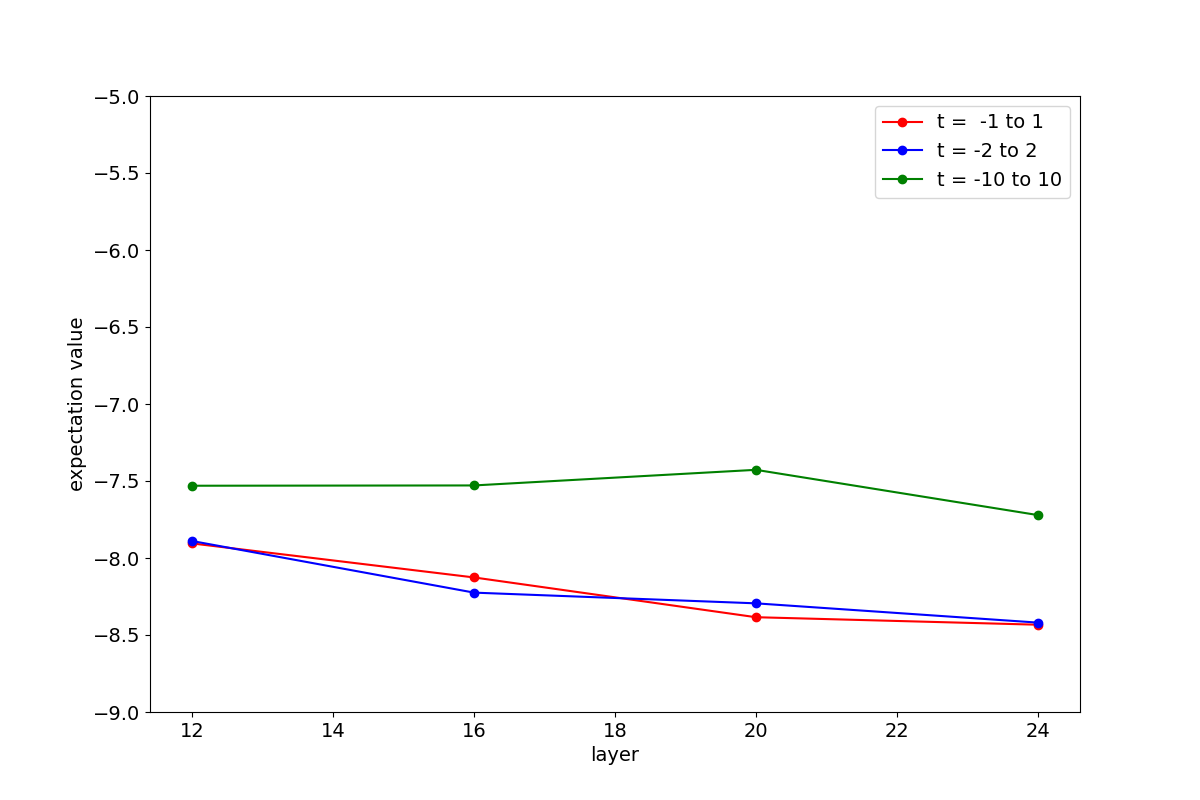 −5.0
−5.5
−6.0
−6.5
−7.0
−7.5
−8.0
−8.5
−9.0
expectation value
t =  -1 to 1
t = -2 to 2
t = -10 to 10
12 14 16 18 20 22 24
layer